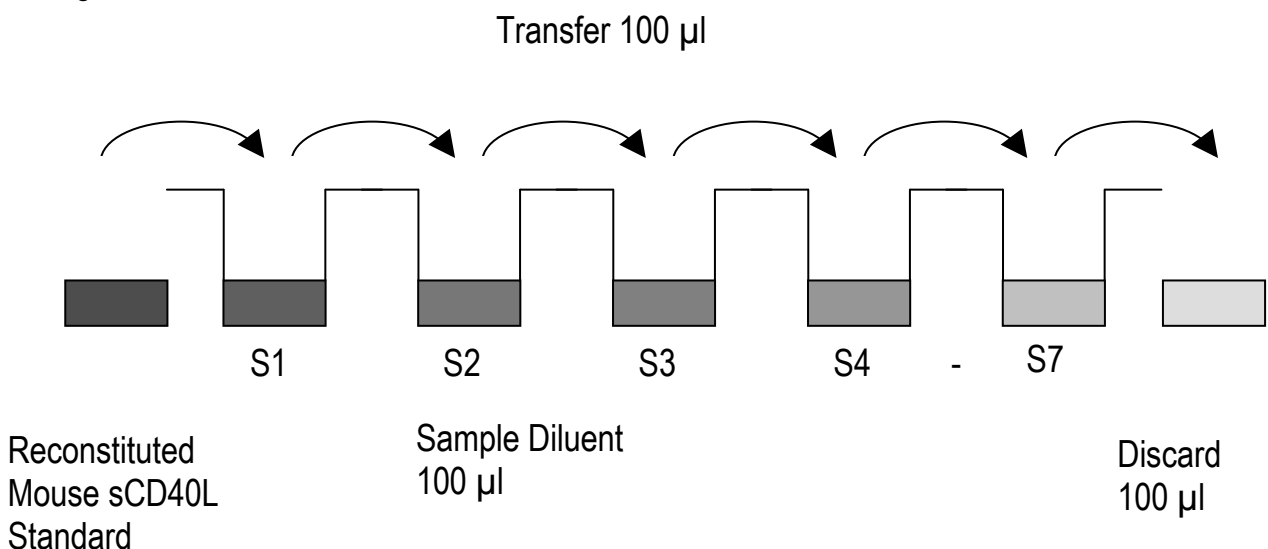 Transfer 100 µl
S1 S2 S3 S4 - S7
Reconstituted
Mouse sCD40L
Standard
Sample Diluent
100 µl
Discard
100 µl